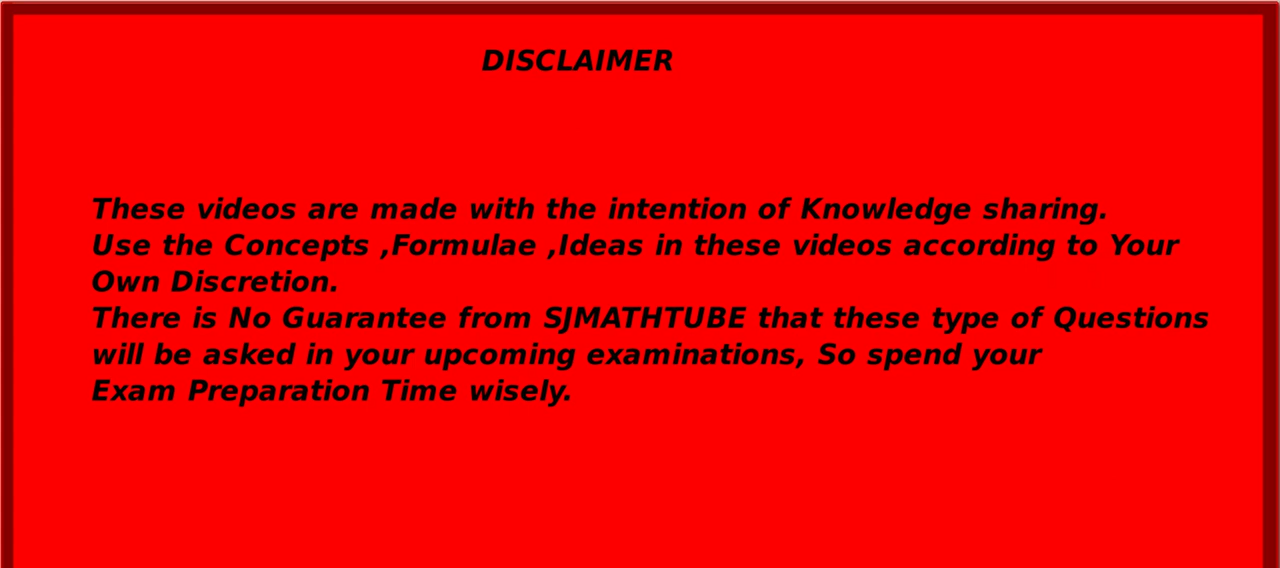 DISCLAIMER
These videos are made with the intention of Knowledge sharing.
Use the Concepts ,Formulae ,Ideas in these videos according to Your
Own Discretion.
There is No Guarantee from SJMATHTUBE that these type of Questions
will be asked in your upcoming examinations, So spend your
Exam Preparation Time wisely.